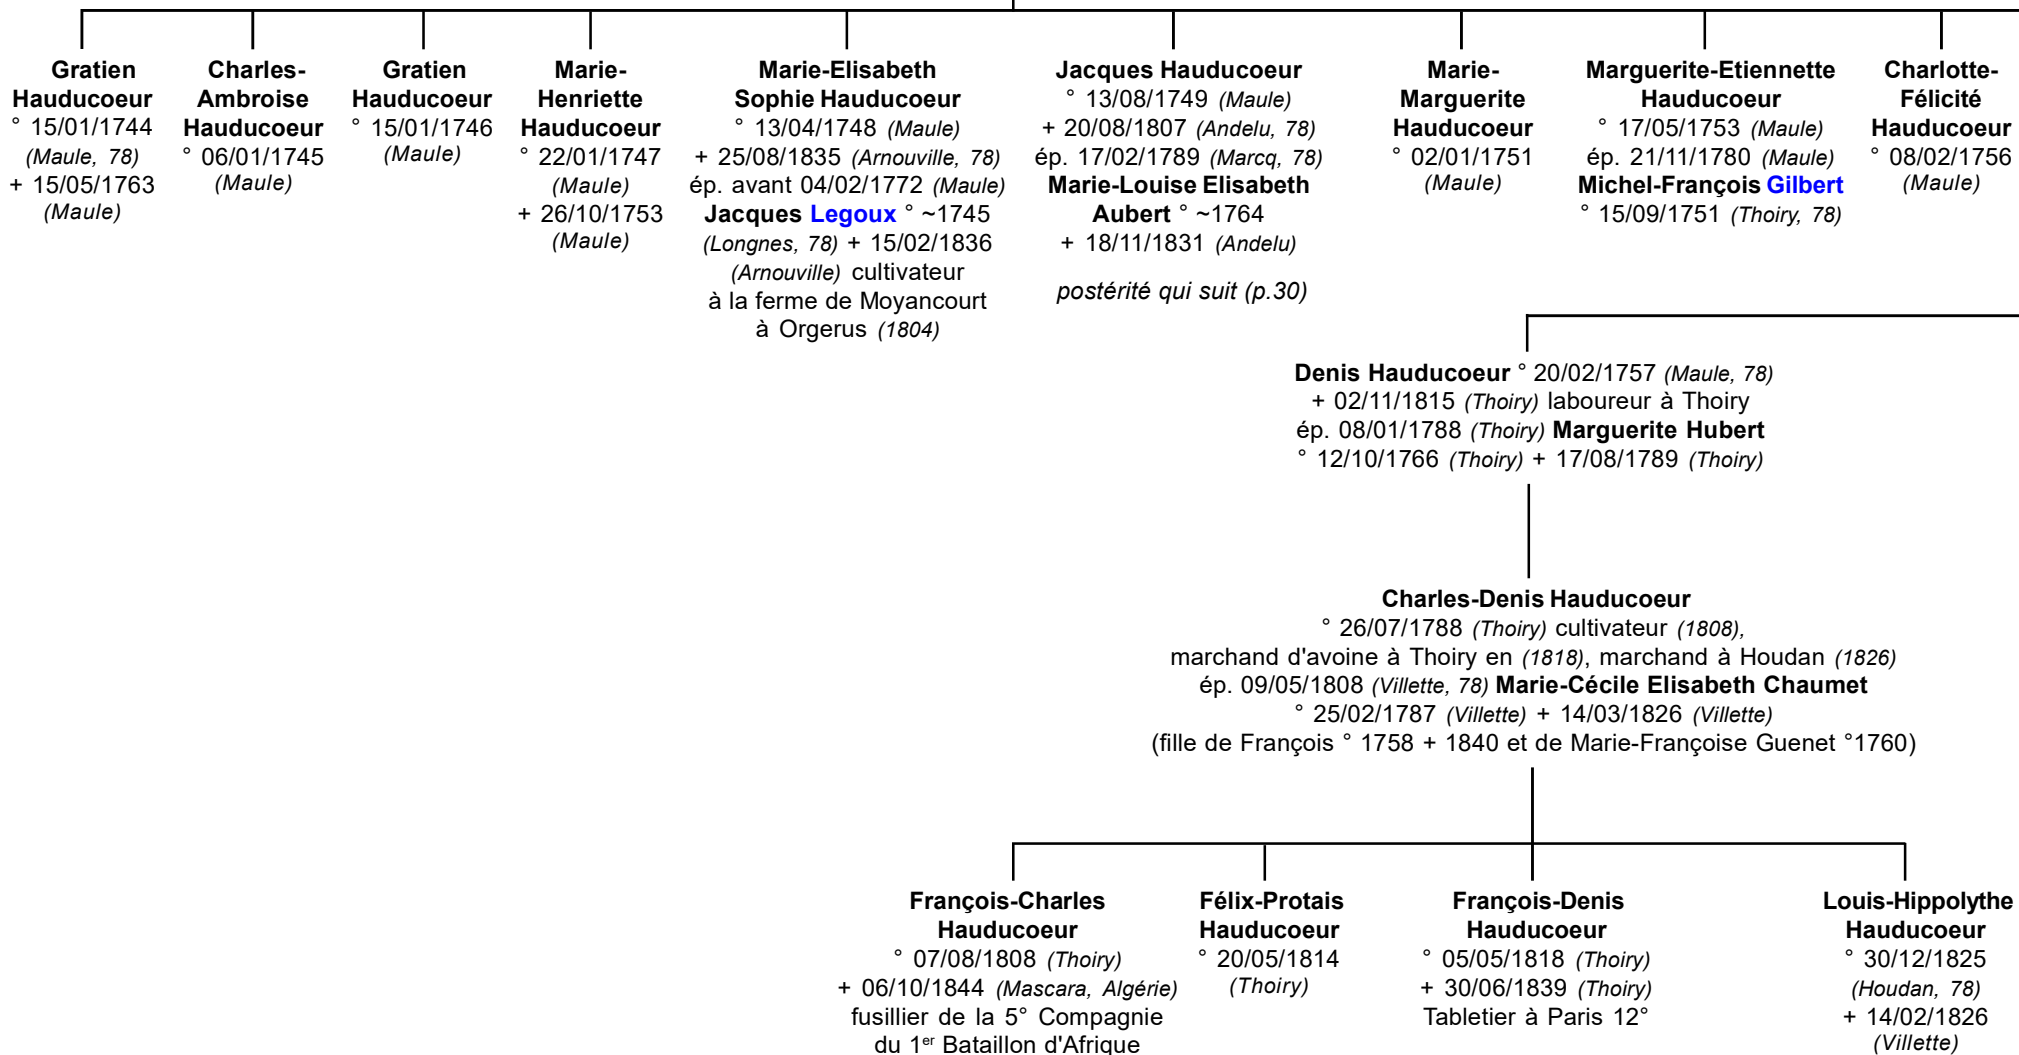 Gratien
Hauducoeur
° 15/01/1744
(Maule, 78)
+ 15/05/1763
(Maule)
Charles-
Ambroise
Hauducoeur
° 06/01/1745
(Maule)
Gratien
Hauducoeur
° 15/01/1746
(Maule)
Marie-
Henriette
Hauducoeur
° 22/01/1747
(Maule)
+ 26/10/1753
(Maule)
Marie-Elisabeth
Sophie Hauducoeur
° 13/04/1748 (Maule)
+ 25/08/1835 (Arnouville, 78)
ép. avant 04/02/1772 (Maule)
Jacques Legoux ° ~1745
(Longnes, 78) + 15/02/1836
(Arnouville) cultivateur
à la ferme de Moyancourt
à Orgerus (1804)
Jacques Hauducoeur
° 13/08/1749 (Maule)
+ 20/08/1807 (Andelu, 78)
ép. 17/02/1789 (Marcq, 78)
Marie-Louise Elisabeth
Aubert ° ~1764
+ 18/11/1831 (Andelu)
postérité qui suit (p.30)
Marie-
Marguerite
Hauducoeur
° 02/01/1751
(Maule)
Marguerite-Etiennette
Hauducoeur
° 17/05/1753 (Maule)
ép. 21/11/1780 (Maule)
Michel-François Gilbert
° 15/09/1751 (Thoiry, 78)
Charlotte-
Félicité
Hauducoeur
° 08/02/1756
(Maule)
Denis Hauducoeur ° 20/02/1757 (Maule, 78)
+ 02/11/1815 (Thoiry) laboureur à Thoiry
ép. 08/01/1788 (Thoiry) Marguerite Hubert
° 12/10/1766 (Thoiry) + 17/08/1789 (Thoiry)
Charles-Denis Hauducoeur
° 26/07/1788 (Thoiry) cultivateur (1808),
marchand d'avoine à Thoiry en (1818), marchand à Houdan (1826)
ép. 09/05/1808 (Villette, 78) Marie-Cécile Elisabeth Chaumet
° 25/02/1787 (Villette) + 14/03/1826 (Villette)
(fille de François ° 1758 + 1840 et de Marie-Françoise Guenet °1760)
François-Charles
Hauducoeur
° 07/08/1808 (Thoiry)
+ 06/10/1844 (Mascara, Algérie)
fusillier de la 5° Compagnie
du 1er Bataillon d'Afrique
Félix-Protais
Hauducoeur
° 20/05/1814
(Thoiry)
François-Denis
Hauducoeur
° 05/05/1818 (Thoiry)
+ 30/06/1839 (Thoiry)
Tabletier à Paris 12°
Louis-Hippolythe
Hauducoeur
° 30/12/1825
(Houdan, 78)
+ 14/02/1826
(Villette)